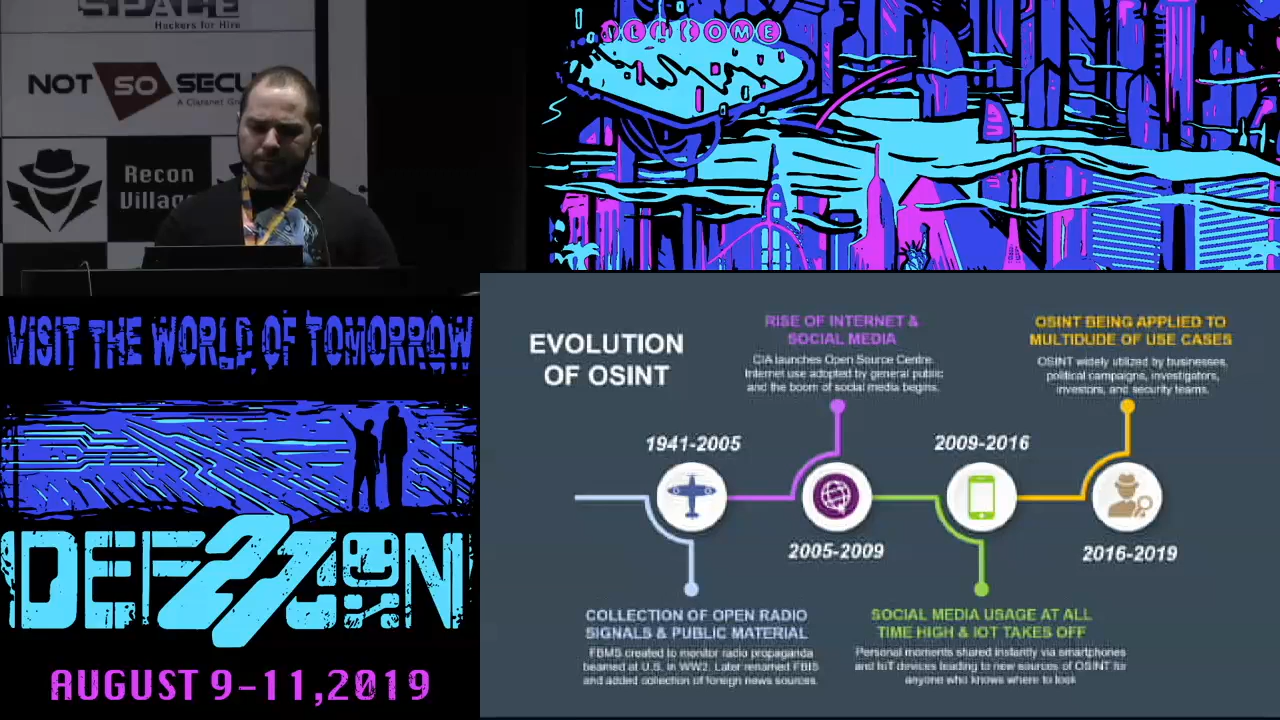 SPACE
Hackers for Hire
NOT SO SECU
A Claranet Gro
Recon
Village
WELCOME
VISIT THE WORLD OF TOMORROW
DEF27CON
AUGUST 9-11,2019
EVOLUTION
OF OSINT
RISE OF INTERNET &
SOCIAL MEDIA
CIA launches Open Source Centre.
Internet use adopted by general public
and the boom of social media begins.
OSINT BEING APPLIED TO
MULTIDUDE OF USE CASES
OSINT widely utilized by businesses,
political campaigns, investigators,
investors, and security teams.
1941-2005
2009-2016
2005-2009
2016-2019
COLLECTION OF OPEN RADIO
SIGNALS & PUBLIC MATERIAL
FBMS created to monitor radio propaganda
beamed at U.S. in WW2. Later renamed FBIS
and added collection of foreign news sources.
SOCIAL MEDIA USAGE AT ALL
TIME HIGH & IOT TAKES OFF
Personal moments shared instantly via smartphones
and IoT devices leading to new sources of OSINT for
anyone who knows where to look